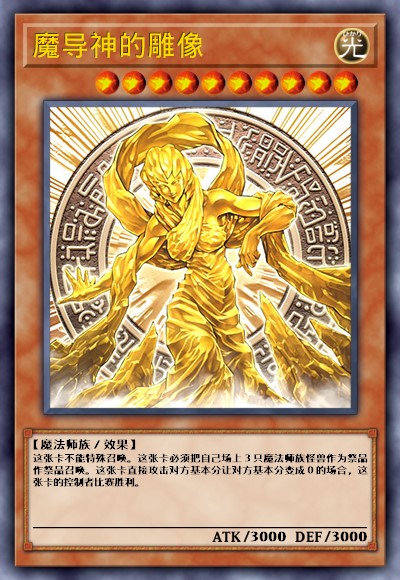 魔导神的雕像
光
【魔法师族/效果】
这张卡不能特殊召唤。这张卡必须把自己场上3只魔法师族怪兽作为祭品
作祭品召唤。这张卡直接攻击对方基本分让对方基本分变成0的场合,这
张卡的控制者比赛胜利。
ATK/3000 DEF/3000